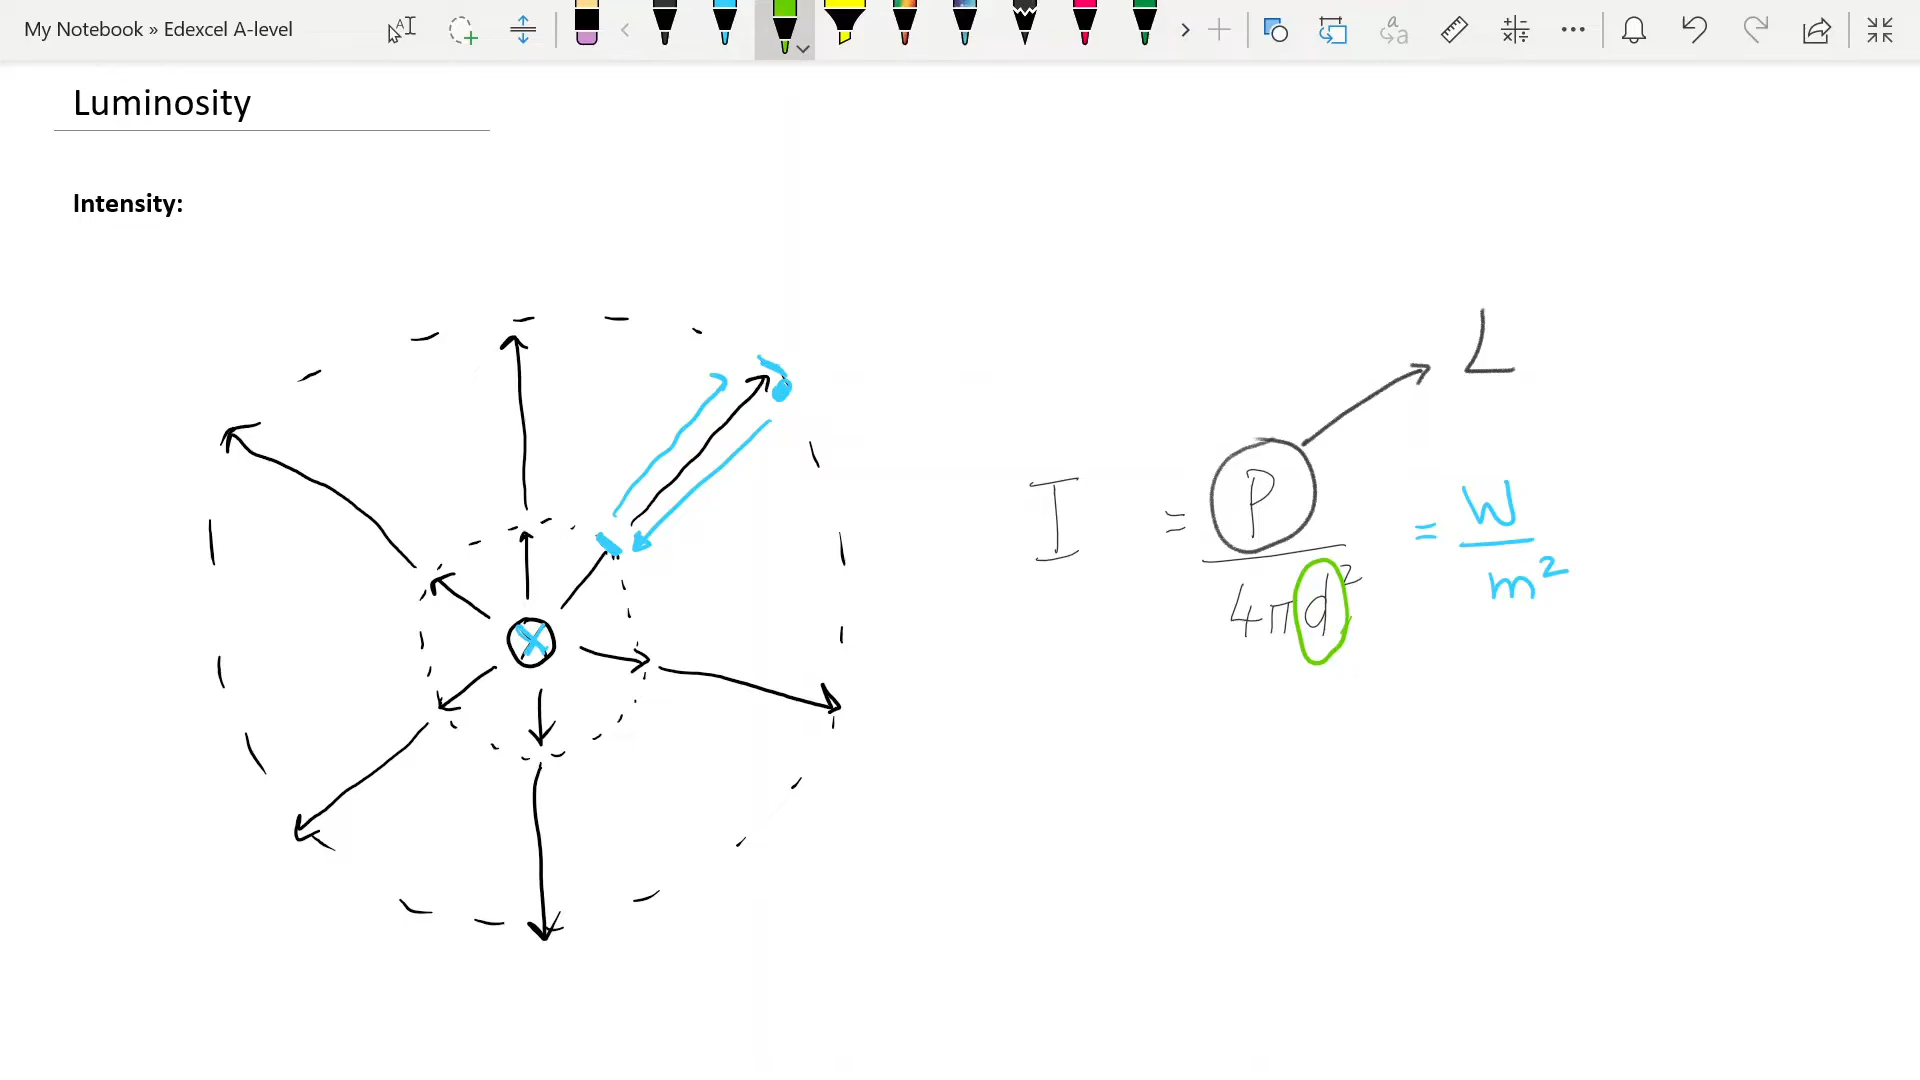 My Notebook » Edexcel A-level
Luminosity
Intensity:
L
I = P / 4πd² = W / m²